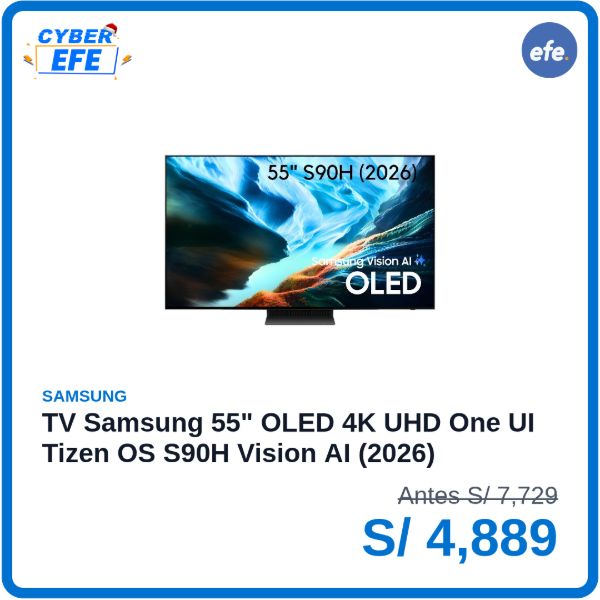 CYBER
EFE
efe.
55" S90H (2026)
Samsung Vision AI
OLED
SAMSUNG
TV Samsung 55" OLED 4K UHD One UI
Tizen OS S90H Vision AI (2026)
Antes S/ 7,729
S/ 4,889